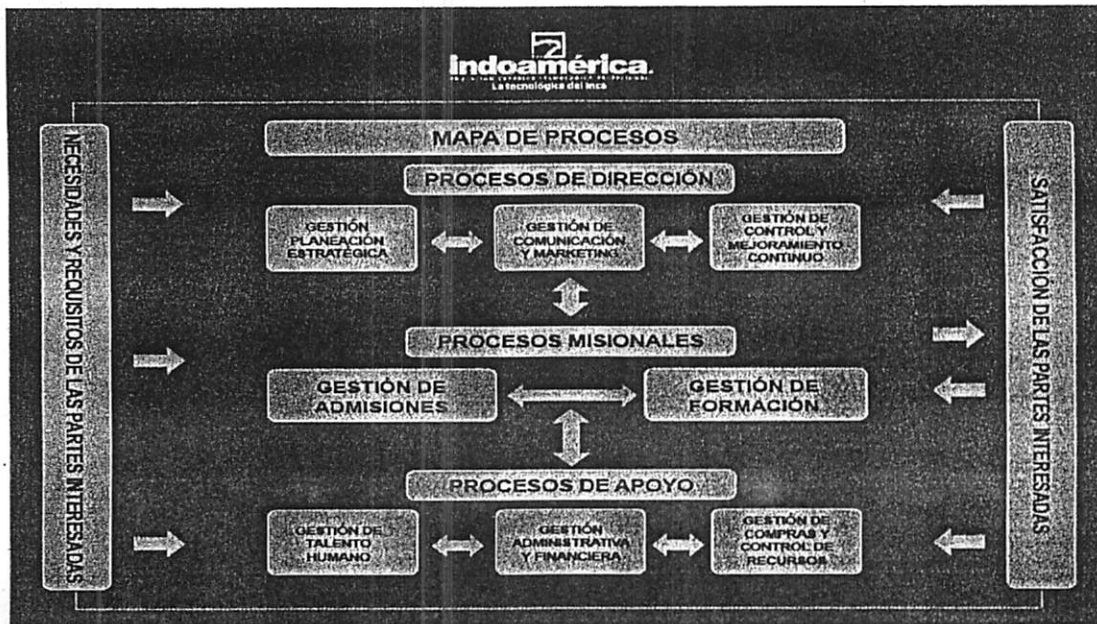 indoamérica.
La tecnológica del inca
MAPA DE PROCESOS
PROCESOS DE DIRECCIÓN
NECESIDADES Y REQUISITOS DE LAS PARTES INTERESADAS
GESTIÓN
PLANEACIÓN
ESTRATÉGICA
GESTIÓN DE
COMUNICACIÓN
Y MARKETING
GESTIÓN DE
CONTROL Y
MEJORAMIENTO
CONTINUO
PROCESOS MISIONALES
GESTIÓN DE
ADMISIONES
GESTIÓN DE
FORMACIÓN
PROCESOS DE APOYO
GESTIÓN DE
TALENTO
HUMANO
GESTIÓN
ADMINISTRATIVA
Y FINANCIERA
GESTIÓN DE
COMPRAS Y
CONTROL DE
RECURSOS
SATISFACCIÓN DE LAS PARTES INTERESADAS